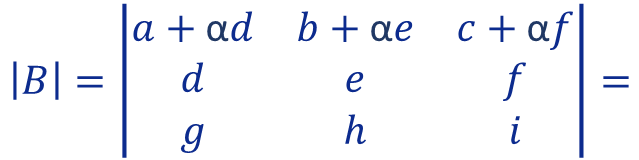 a + αd b + αe c + αf
|B| = d e f =
g h i